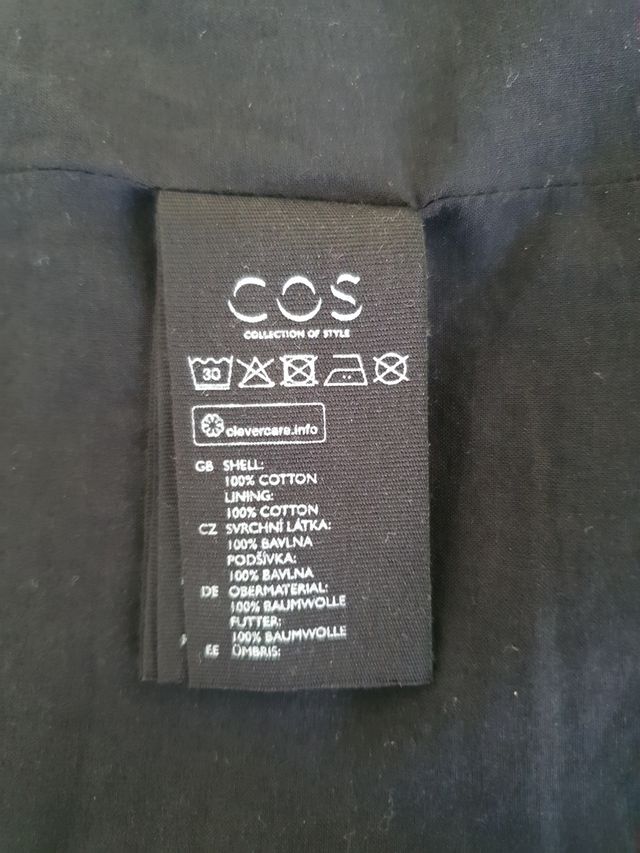 COS
COLLECTION OF STYLE
30
clevercare.info
GB SHELL:
100% COTTON
LINING:
100% COTTON
CZ SVRCHNÍ LÁTKA:
100% BAVLNA
PODŠÍVKA:
100% BAVLNA
DE OBERMATERIAL:
100% BAUMWOLLE
FUTTER:
100% BAUMWOLLE
EE ÜMBRIS: